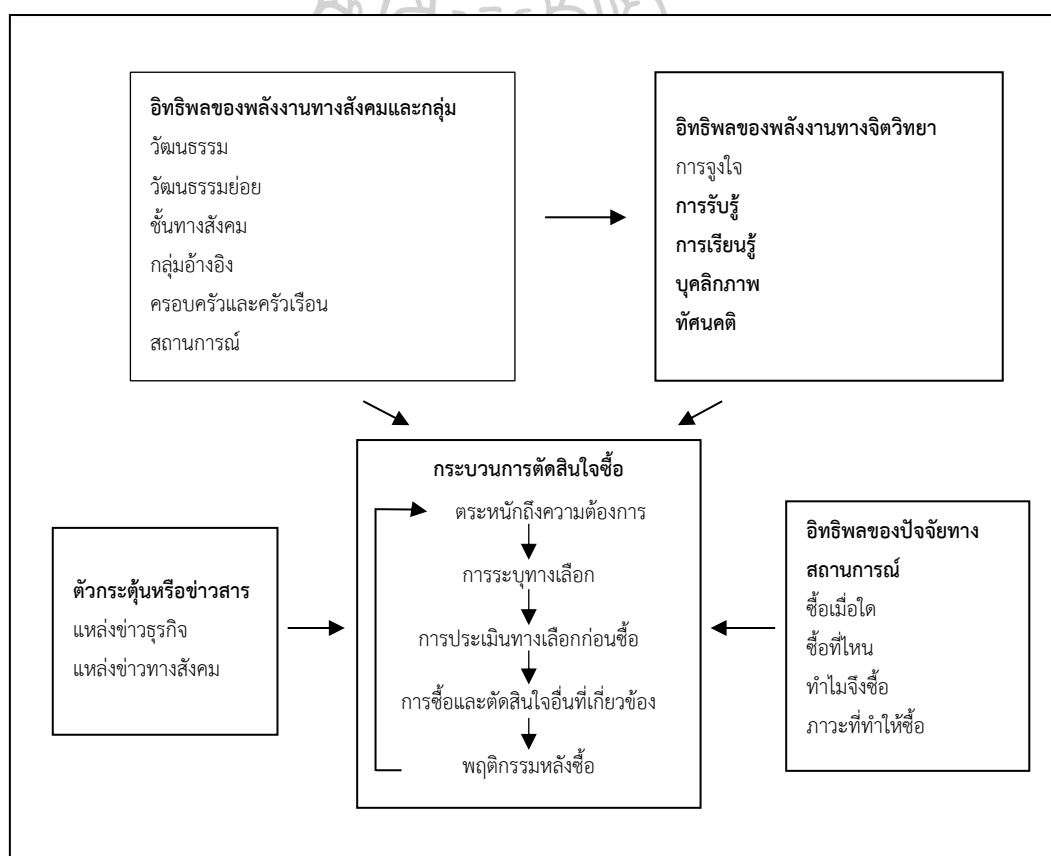 อิทธิพลของพลังงานทางสังคมและกลุ่ม
วัฒนธรรม
วัฒนธรรมย่อย
ชั้นทางสังคม
กลุ่มอ้างอิง
ครอบครัวและครัวเรือน
สถานการณ์
อิทธิพลของพลังงานทางจิตวิทยา
การจูงใจ
การรับรู้
การเรียนรู้
บุคลิกภาพ
ทัศนคติ
กระบวนการตัดสินใจซื้อ
ตระหนักถึงความต้องการ
การระบุทางเลือก
การประเมินทางเลือกก่อนซื้อ
การซื้อและตัดสินใจอื่นที่เกี่ยวข้อง
พฤติกรรมหลังซื้อ
ตัวกระตุ้นหรือข่าวสาร
แหล่งข่าวธุรกิจ
แหล่งข่าวทางสังคม
อิทธิพลของปัจจัยทาง
สถานการณ์
ซื้อเมื่อใด
ซื้อที่ไหน
ทำไมจึงซื้อ
ภาวะที่ทำให้ซื้อ